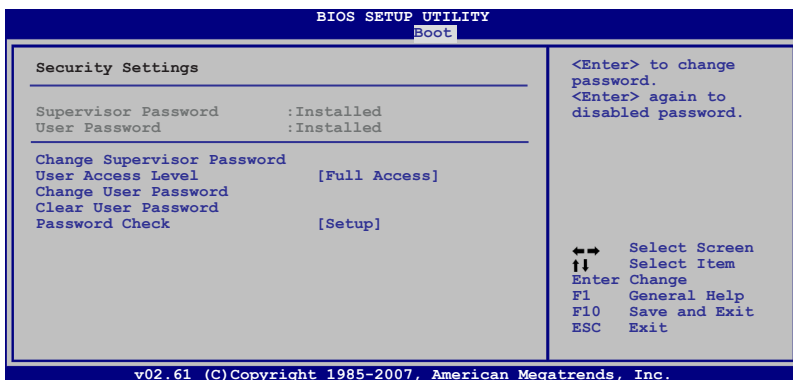 BIOS SETUP UTILITY
Boot
Security Settings
Supervisor Password :Installed
User Password :Installed
Change Supervisor Password
User Access Level [Full Access]
Change User Password
Clear User Password
Password Check [Setup]
<Enter> to change
password.
<Enter> again to
disabled password.
Select Screen
Select Item
Enter Change
F1 General Help
F10 Save and Exit
ESC Exit
v02.61 (C)Copyright 1985-2007, American Megatrends, Inc.